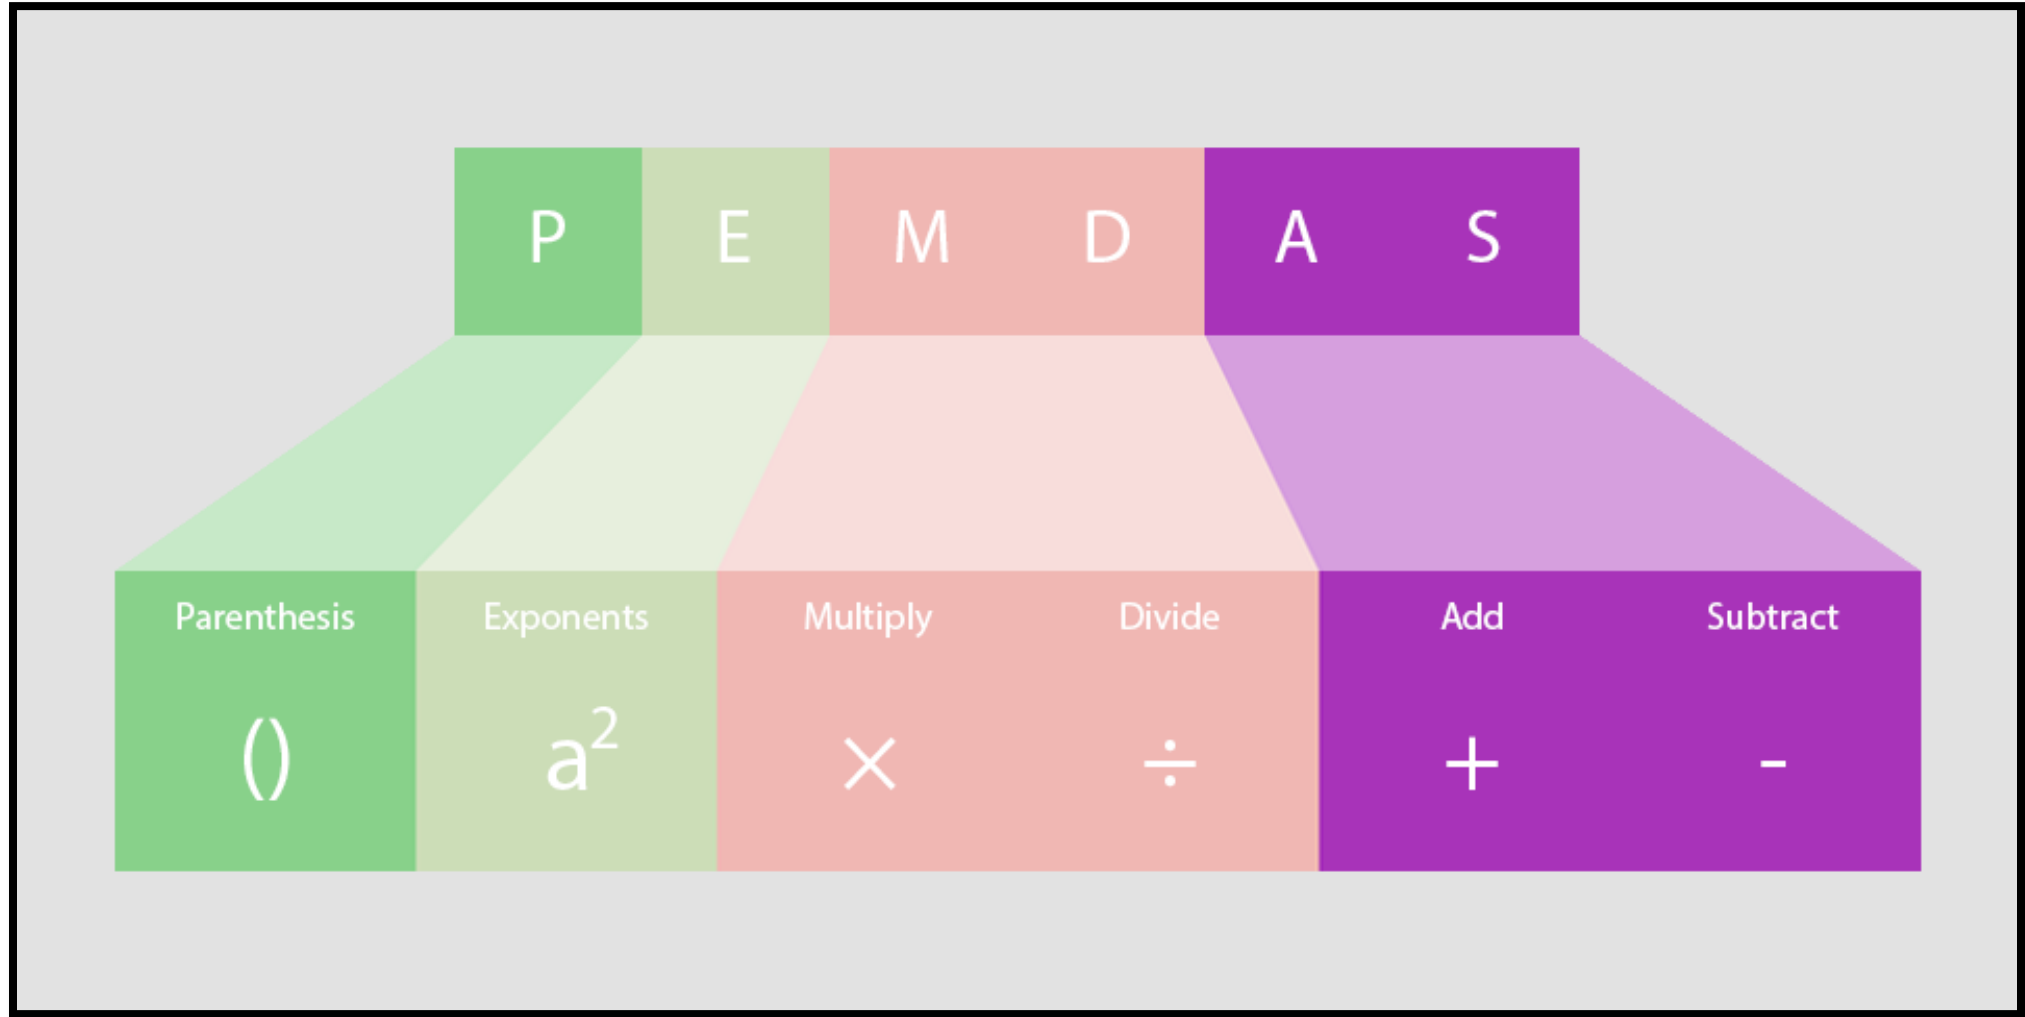 P E M D A S
Parenthesis Exponents Multiply Divide Add Subtract
() a² × ÷ + -